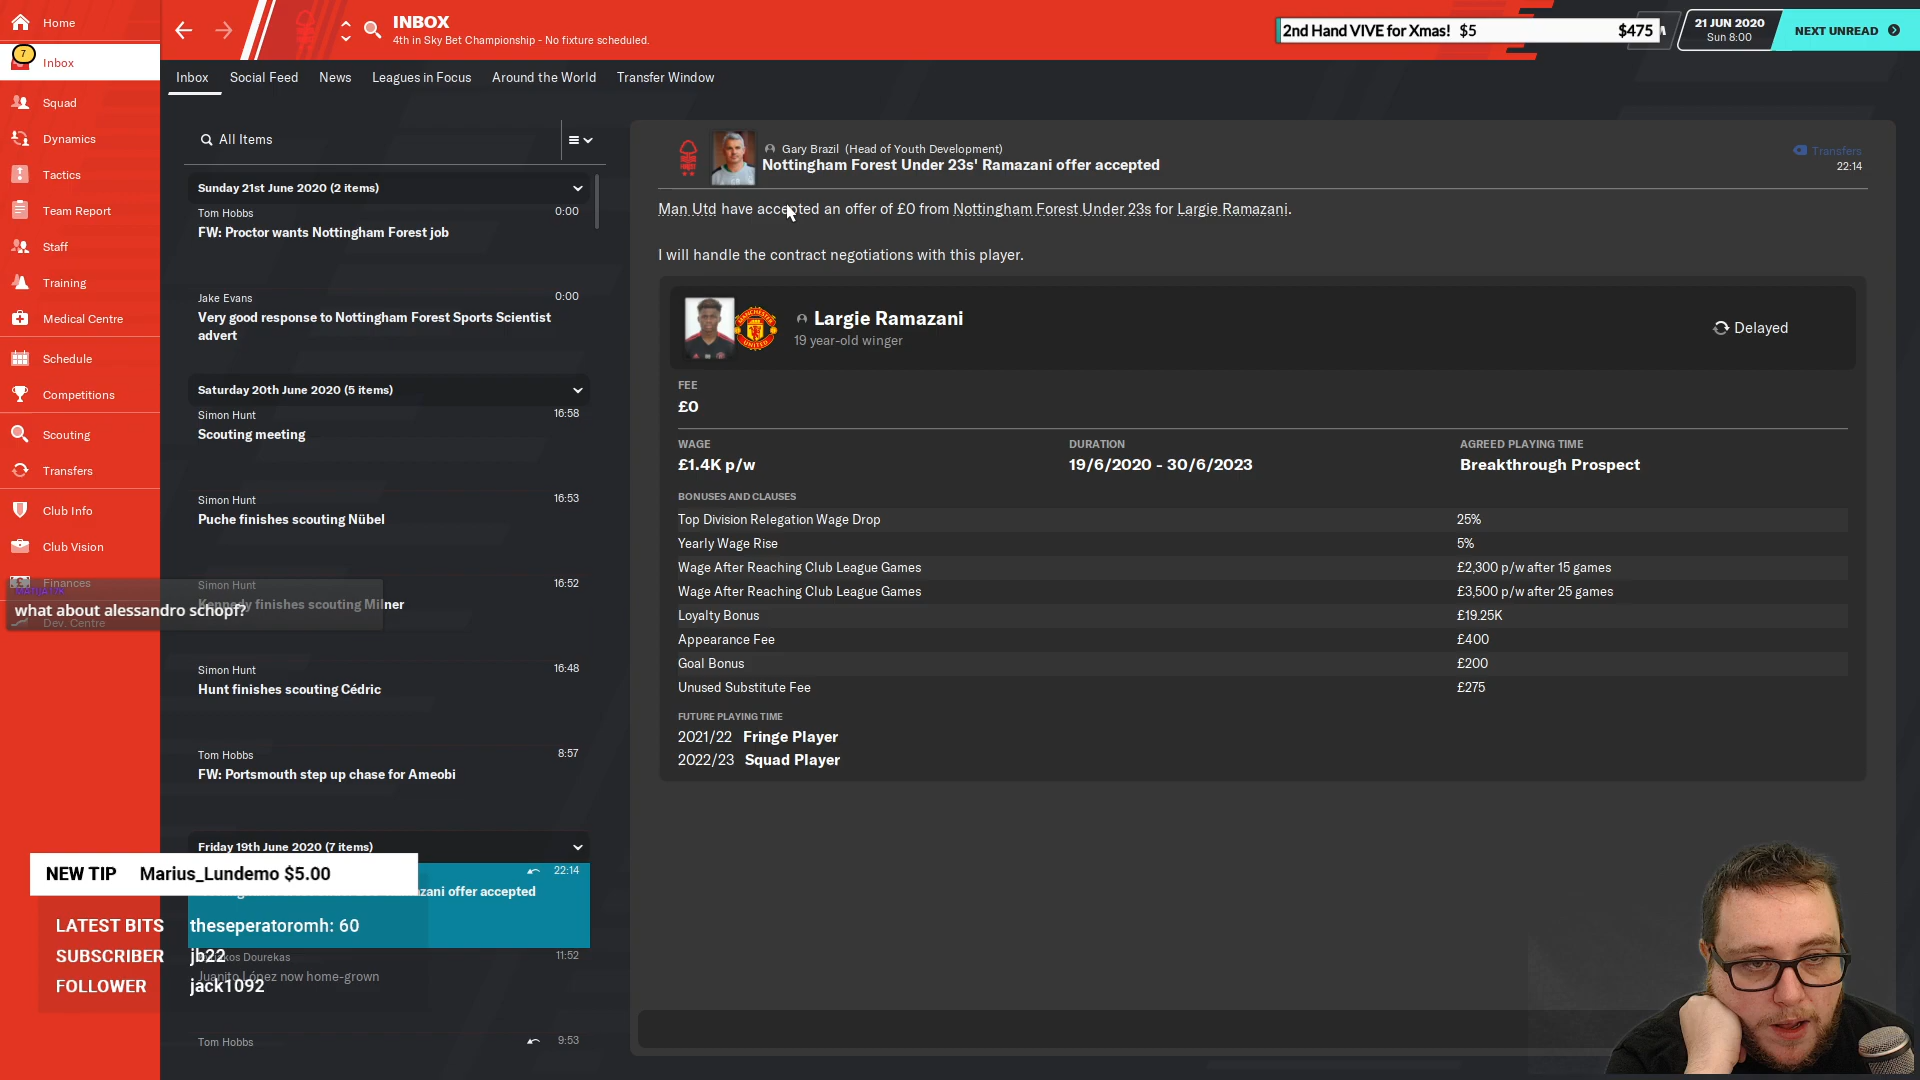 Home
7
Inbox
Squad
Dynamics
Tactics
Team Report
Staff
Training
Medical Centre
Schedule
Competitions
Scouting
Transfers
Club Info
Club Vision
Finances
Dev. Centre
INBOX
4th in Sky Bet Championship - No fixture scheduled.
2nd Hand VIVE for Xmas! $5 $475
21 JUN 2020
Sun 8:00
NEXT UNREAD
Inbox Social Feed News Leagues in Focus Around the World Transfer Window
All Items
Sunday 21st June 2020 (2 items)
Tom Hobbs 0:00
FW: Proctor wants Nottingham Forest job
Jake Evans 0:00
Very good response to Nottingham Forest Sports Scientist
advert
Saturday 20th June 2020 (5 items)
Simon Hunt 16:58
Scouting meeting
Simon Hunt 16:53
Puche finishes scouting Nübel
Simon Hunt 16:52
Kennedy finishes scouting Milner
what about alessandro schopf?
Simon Hunt 16:48
Hunt finishes scouting Cédric
Tom Hobbs 8:57
FW: Portsmouth step up chase for Ameobi
Friday 19th June 2020 (7 items)
22:14
offer accepted
NEW TIP Marius_Lundemo $5.00
LATEST BITS theseperatoromh: 60
SUBSCRIBER jb22
FOLLOWER jack1092
Dourekas 11:52
Juanito López now home-grown
Tom Hobbs 9:53
Gary Brazil (Head of Youth Development)
Nottingham Forest Under 23s' Ramazani offer accepted
Transfers
22:14
Man Utd have accepted an offer of £0 from Nottingham Forest Under 23s for Largie Ramazani.
I will handle the contract negotiations with this player.
Largie Ramazani
19 year-old winger
Delayed
FEE
£0
WAGE DURATION AGREED PLAYING TIME
£1.4K p/w 19/6/2020 - 30/6/2023 Breakthrough Prospect
BONUSES AND CLAUSES
Top Division Relegation Wage Drop 25%
Yearly Wage Rise 5%
Wage After Reaching Club League Games £2,300 p/w after 15 games
Wage After Reaching Club League Games £3,500 p/w after 25 games
Loyalty Bonus £19.25K
Appearance Fee £400
Goal Bonus £200
Unused Substitute Fee £275
FUTURE PLAYING TIME
2021/22 Fringe Player
2022/23 Squad Player